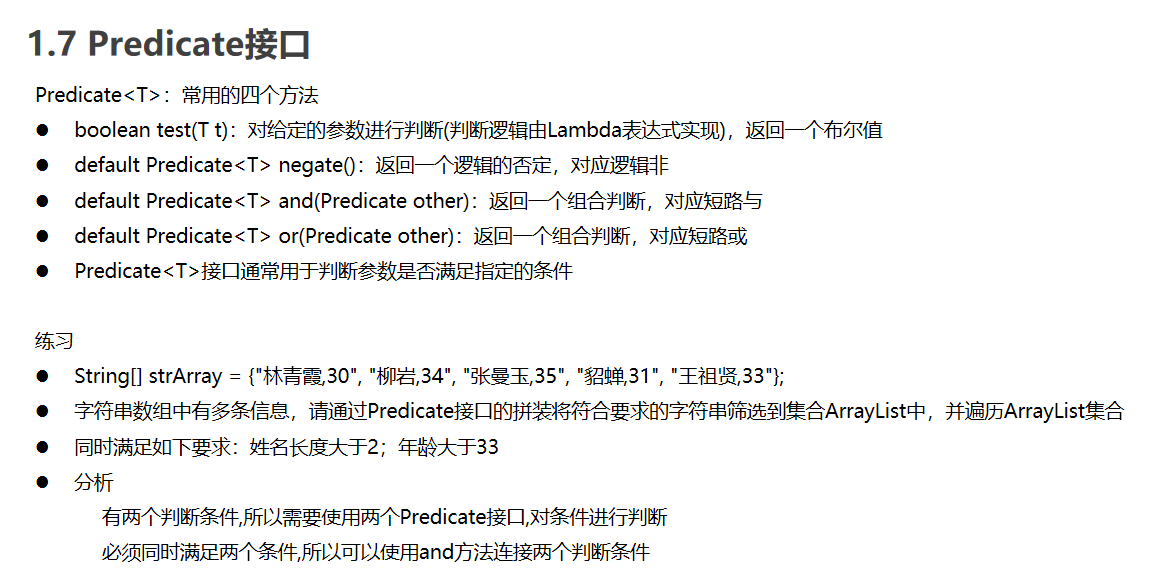 1.7 Predicate接口
Predicate<T>：常用的四个方法
● boolean test(T t)：对给定的参数进行判断(判断逻辑由Lambda表达式实现)，返回一个布尔值
● default Predicate<T> negate()：返回一个逻辑的否定，对应逻辑非
● default Predicate<T> and(Predicate other)：返回一个组合判断，对应短路与
● default Predicate<T> or(Predicate other)：返回一个组合判断，对应短路或
● Predicate<T>接口通常用于判断参数是否满足指定的条件
练习
● String[] strArray = {"林青霞,30", "柳岩,34", "张曼玉,35", "貂蝉,31", "王祖贤,33"};
● 字符串数组中有多条信息，请通过Predicate接口的拼装将符合要求的字符串筛选到集合ArrayList中，并遍历ArrayList集合
● 同时满足如下要求：姓名长度大于2；年龄大于33
● 分析
有两个判断条件,所以需要使用两个Predicate接口,对条件进行判断
必须同时满足两个条件,所以可以使用and方法连接两个判断条件